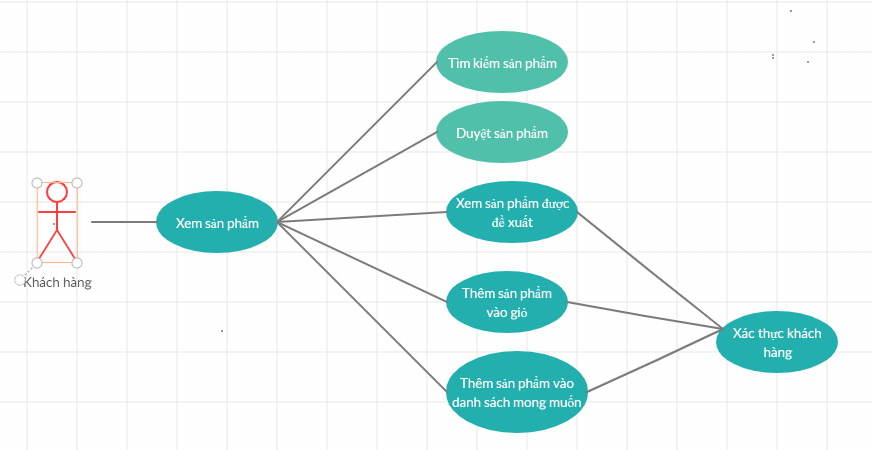 Tìm kiếm sản phẩm
Duyệt sản phẩm
Xem sản phẩm được
đề xuất
Xem sản phẩm
Khách hàng
Thêm sản phẩm
vào giỏ
Xác thực khách
hàng
Thêm sản phẩm vào
danh sách mong muốn